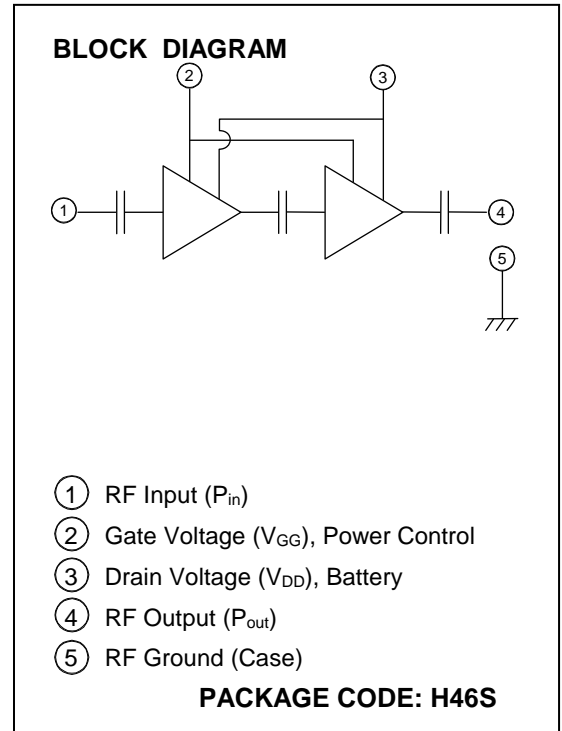 BLOCK DIAGRAM
2 3
1 4
5
1 RF Input (Pin)
2 Gate Voltage (VGG), Power Control
3 Drain Voltage (VDD), Battery
4 RF Output (Pout)
5 RF Ground (Case)
PACKAGE CODE: H46S